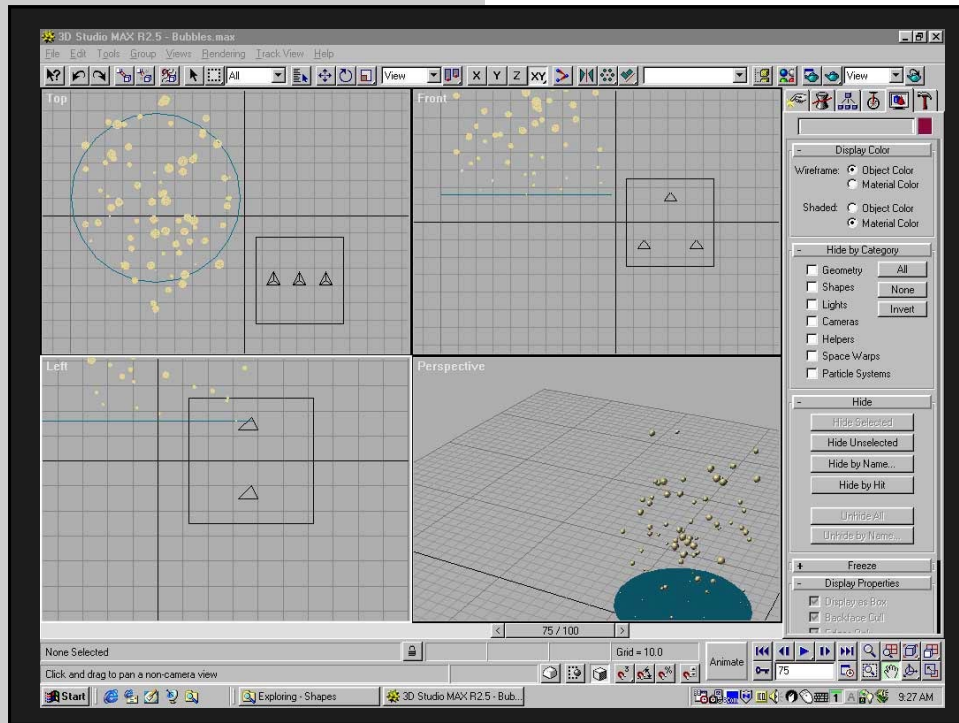 3D Studio MAX R2.5 - Bubbles.max
File Edit Tools Group Views Rendering Track View Help
All View X Y Z XY View
Top
Front
Display Color
Wireframe: Object Color
Material Color
Shaded: Object Color
Material Color
Hide by Category
Geometry All
Shapes None
Lights Invert
Cameras
Helpers
Space Warps
Particle Systems
Left
Perspective
Hide
Hide Selected
Hide Unselected
Hide by Name...
Hide by Hit
Unhide All
Unhide by Name...
+ Freeze
- Display Properties
Display as Box
Backface Cull
< 75 / 100 >
None Selected Grid = 10.0
Click and drag to pan a non-camera view
Animate 75
Start Exploring - Shapes 3D Studio MAX R2.5 - Bub... 9:27 AM